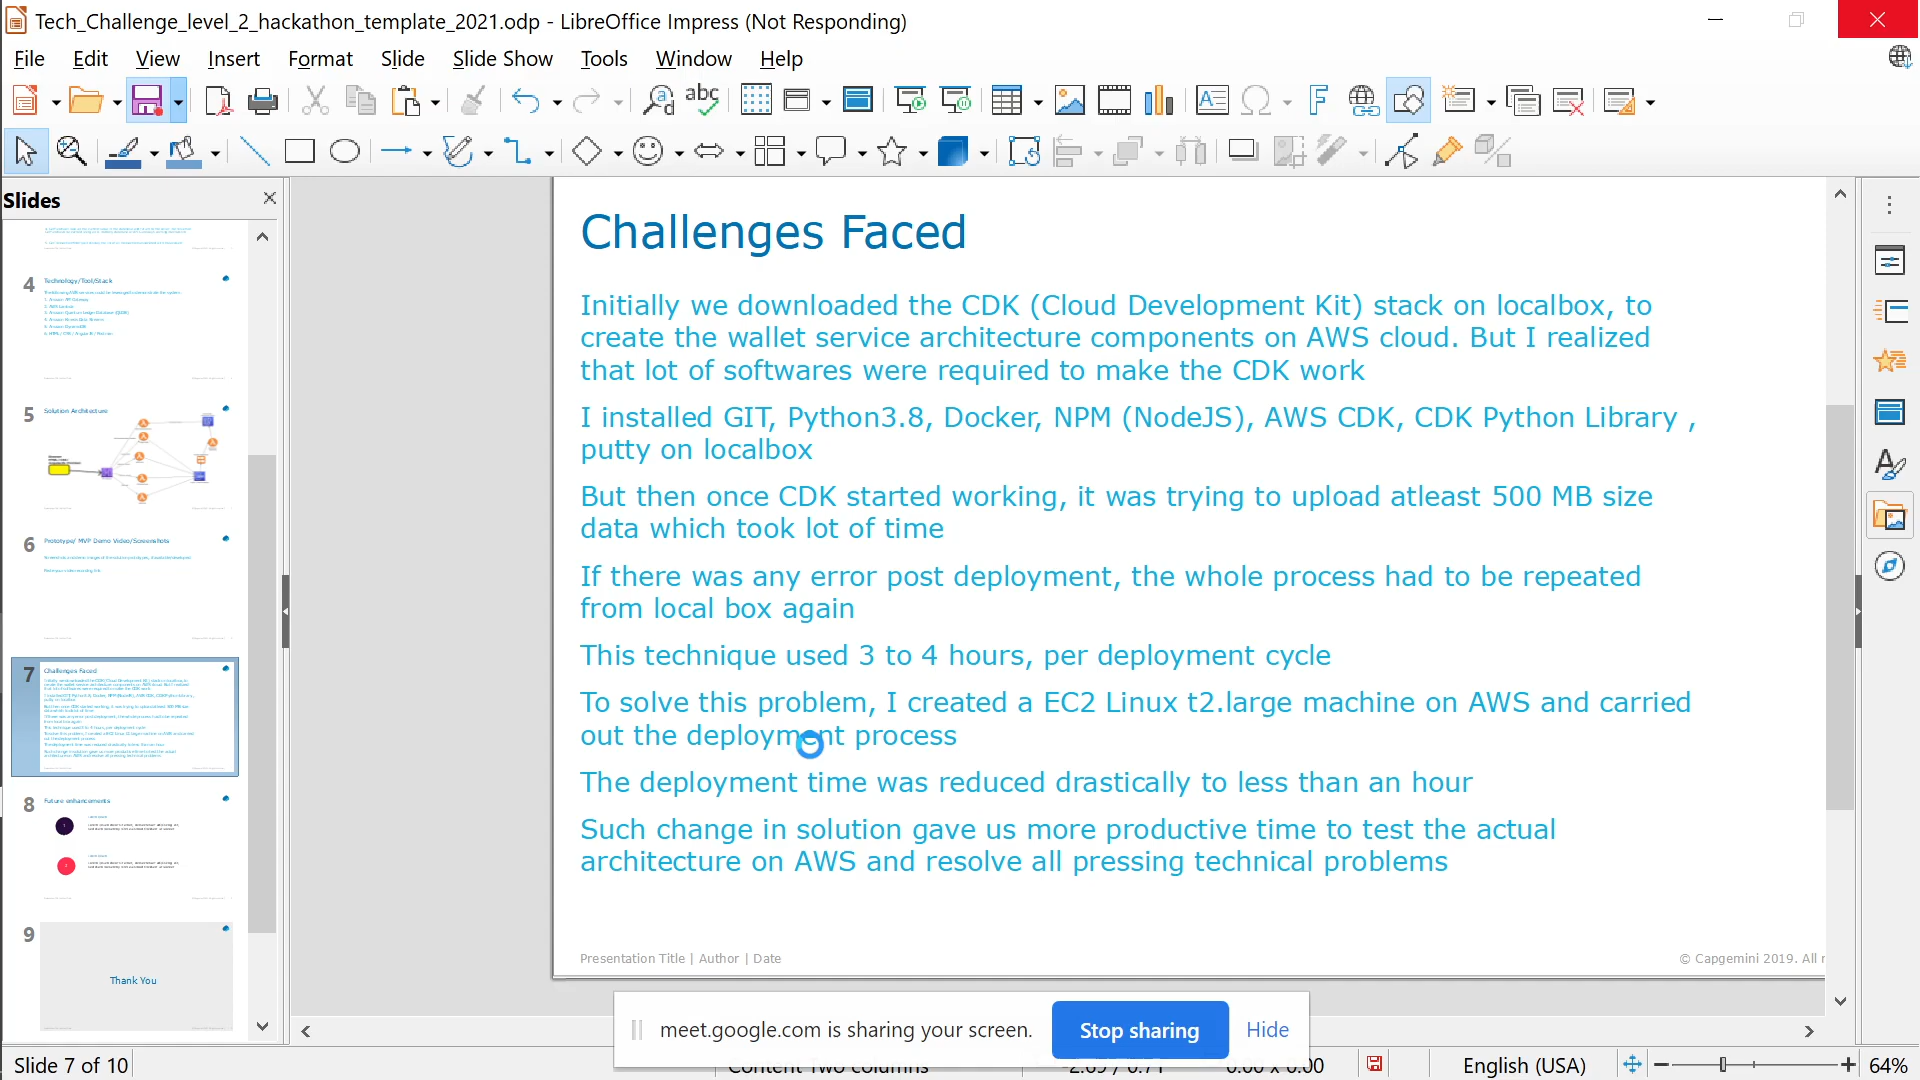 Tech_Challenge_level_2_hackathon_template_2021.odp - LibreOffice Impress (Not Responding)
File Edit View Insert Format Slide Slide Show Tools Window Help
Slides
4 Technology/Tool/Stack
5 Solution Architecture
6 Prototype/ MVP Demo Video/Screenshots
7 Challenges Faced
8 Future enhancements
9
Thank You
Challenges Faced
Initially we downloaded the CDK (Cloud Development Kit) stack on localbox, to
create the wallet service architecture components on AWS cloud. But I realized
that lot of softwares were required to make the CDK work
I installed GIT, Python3.8, Docker, NPM (NodeJS), AWS CDK, CDK Python Library ,
putty on localbox
But then once CDK started working, it was trying to upload atleast 500 MB size
data which took lot of time
If there was any error post deployment, the whole process had to be repeated
from local box again
This technique used 3 to 4 hours, per deployment cycle
To solve this problem, I created a EC2 Linux t2.large machine on AWS and carried
out the deployment process
The deployment time was reduced drastically to less than an hour
Such change in solution gave us more productive time to test the actual
architecture on AWS and resolve all pressing technical problems
Presentation Title | Author | Date
© Capgemini 2019. All r
meet.google.com is sharing your screen. Stop sharing Hide
Slide 7 of 10
English (USA)
64%